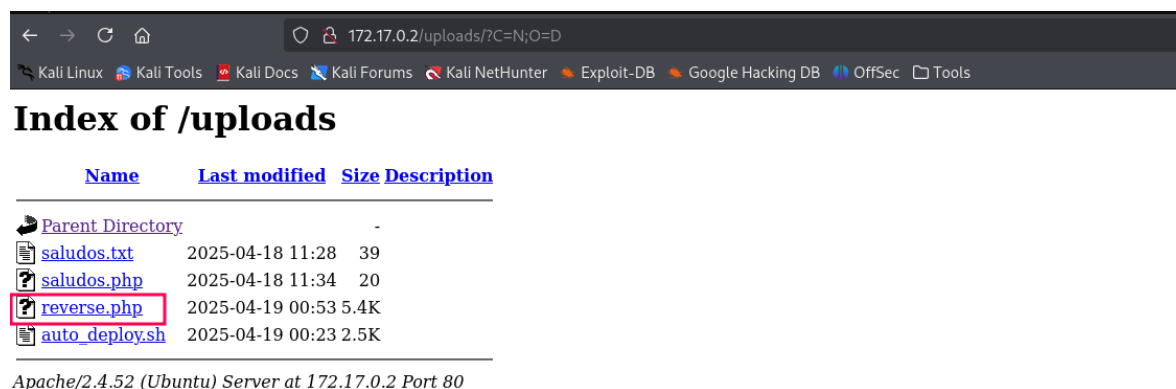 172.17.0.2/uploads/?C=N;O=D
Kali Linux Kali Tools Kali Docs Kali Forums Kali NetHunter Exploit-DB Google Hacking DB OffSec Tools
Index of /uploads
Name Last modified Size Description
Parent Directory -
saludos.txt 2025-04-18 11:28 39
saludos.php 2025-04-18 11:34 20
reverse.php 2025-04-19 00:53 5.4K
auto_deploy.sh 2025-04-19 00:23 2.5K
Apache/2.4.52 (Ubuntu) Server at 172.17.0.2 Port 80